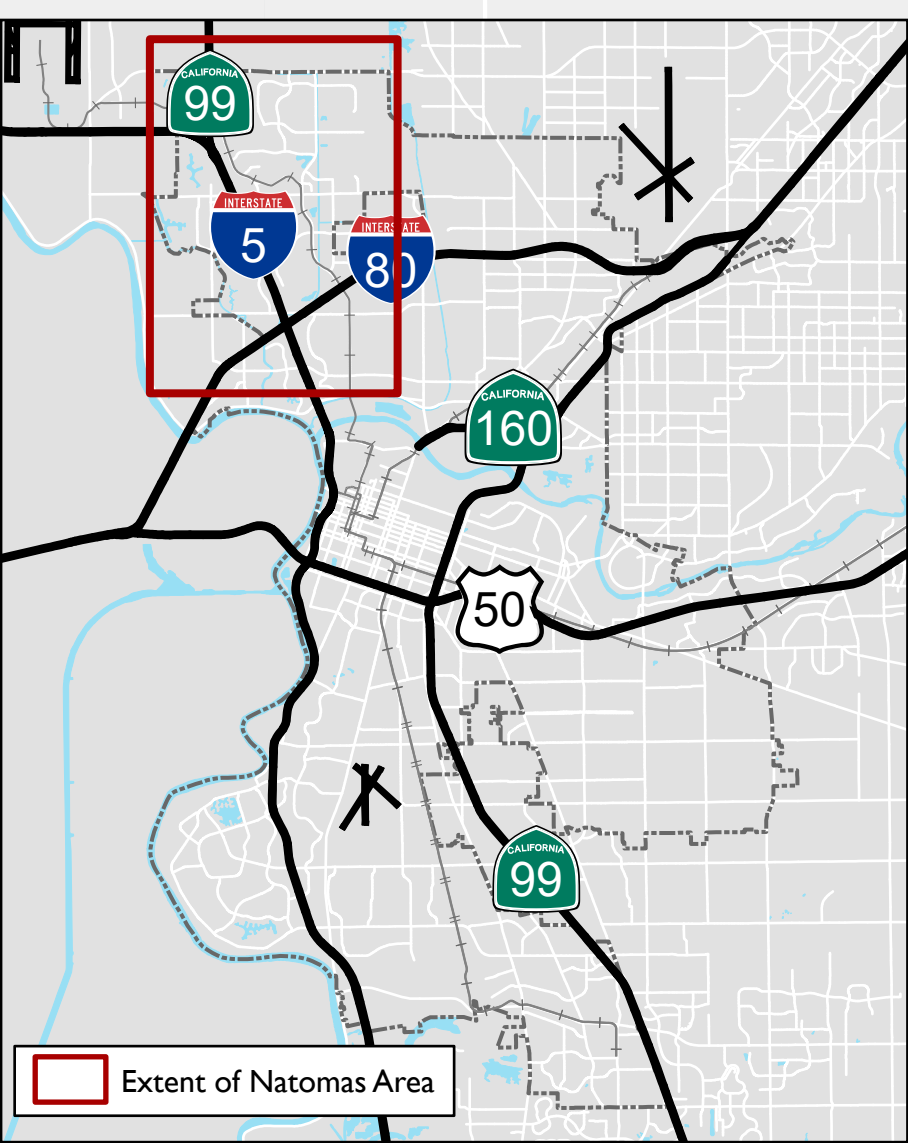 CALIFORNIA
99
INTERSTATE
5
INTERSTATE
80
CALIFORNIA
160
50
CALIFORNIA
99
Extent of Natomas Area